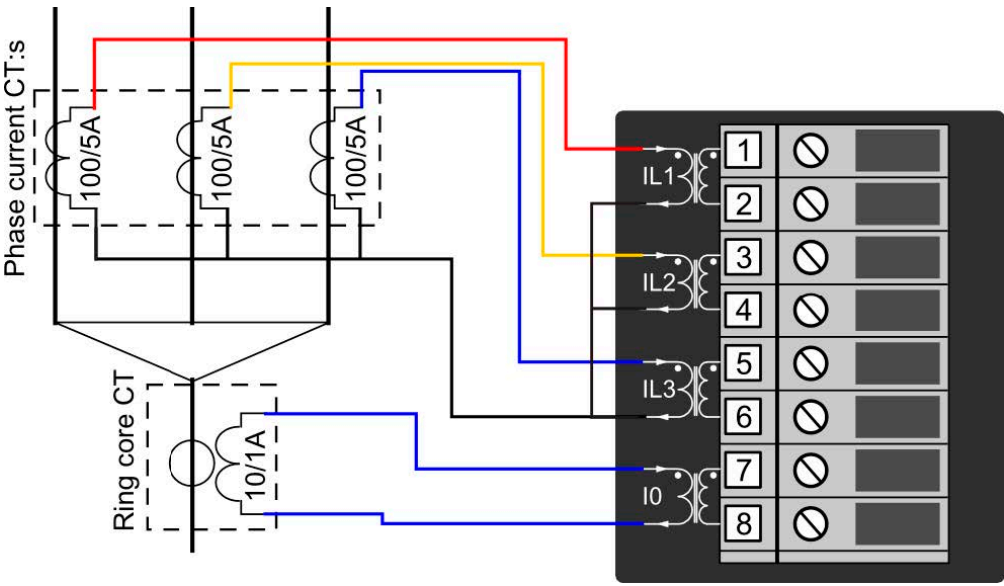 Phase current CT:s
100/5A
100/5A
100/5A
Ring core CT
10/1A
IL1
IL2
IL3
I0
1
2
3
4
5
6
7
8